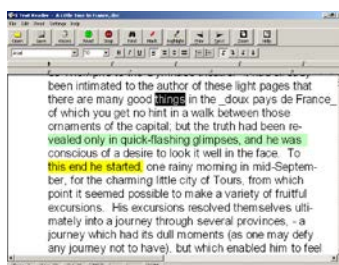 File Edit Read Settings Help
been intimated to the author of these light pages that
there are many good things in the _doux pays de France_
of which you get no hint in a walk between those
ornaments of the capital; but the truth had been re-
vealed only in quick-flashing glimpses, and he was
conscious of a desire to look it well in the face. To
this end he started, one rainy morning in mid-Septem-
ber, for the charming little city of Tours, from which
point it seemed possible to make a variety of fruitful
excursions. His excursions resolved themselves ulti-
mately into a journey through several provinces, - a
journey which had its dull moments (as one may defy
any journey not to have), but which enabled him to feel